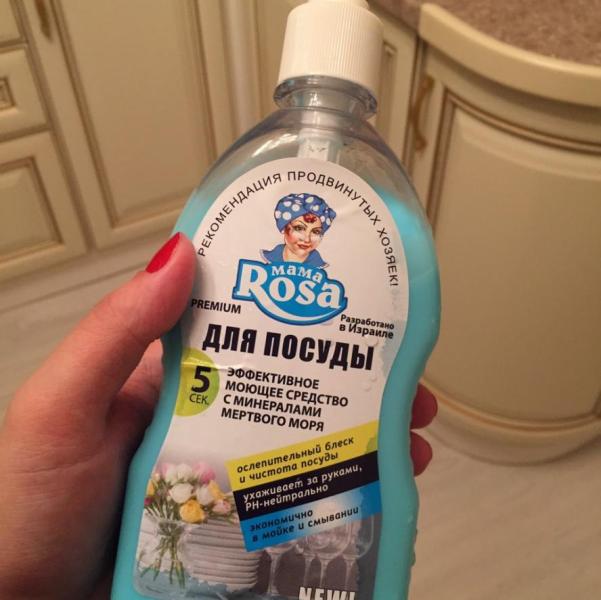 РЕКОМЕНДАЦИЯ ПРОДВИНУТЫХ ХОЗЯЕК!
мама
Rosa
PREMIUM
Разработано
в Израиле
ДЛЯ ПОСУДЫ
5
СЕК.
ЭФФЕКТИВНОЕ
МОЮЩЕЕ СРЕДСТВО
С МИНЕРАЛАМИ
МЕРТВОГО МОРЯ
ослепительный блеск
и чистота посуды
ухаживает за руками,
PH-нейтрально
экономично
в мойке и смывании
NEW!